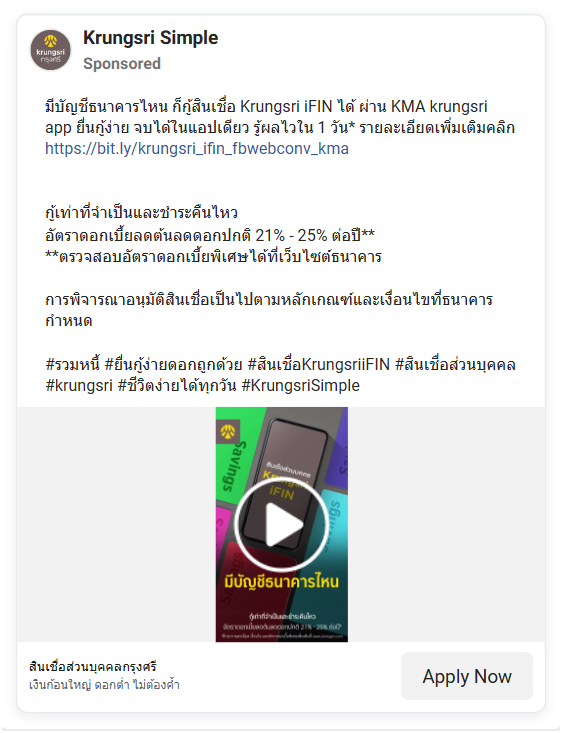 Krungsri Simple
krungsri
กรุงศรี
Sponsored
มีบัญชีธนาคารไหน ก็กู้สินเชื่อ Krungsri iFIN ได้ ผ่าน KMA krungsri
app ยื่นกู้ง่าย จบได้ในแอปเดียว รู้ผลไวใน 1 วัน* รายละเอียดเพิ่มเติมคลิก
https://bit.ly/krungsri_ifin_fbwebconv_kma
กู้เท่าที่จำเป็นและชำระคืนไหว
อัตราดอกเบี้ยลดต้นลดดอกปกติ 21% - 25% ต่อปี**
**ตรวจสอบอัตราดอกเบี้ยพิเศษได้ที่เว็บไซต์ธนาคาร
การพิจารณาอนุมัติสินเชื่อเป็นไปตามหลักเกณฑ์และเงื่อนไขที่ธนาคาร
กำหนด
#รวมหนี้ #ยื่นกู้ง่ายดอกถูกด้วย #สินเชื่อKrungsriiFIN #สินเชื่อส่วนบุคคล
#krungsri #ชีวิตง่ายได้ทุกวัน #KrungsriSimple
Savings
สินเชื่อส่วนบุคคล
Krungsri
iFIN
Savings
มีบัญชีธนาคารไหน
กู้เท่าที่จำเป็นและชำระคืนไหว
อัตราดอกเบี้ยลดต้นลดดอกปกติ 21% - 25% ต่อปี*
สินเชื่อส่วนบุคคลกรุงศรี
เงินก้อนใหญ่ ดอกต่ำ ไม่ต้องค้ำ
Apply Now